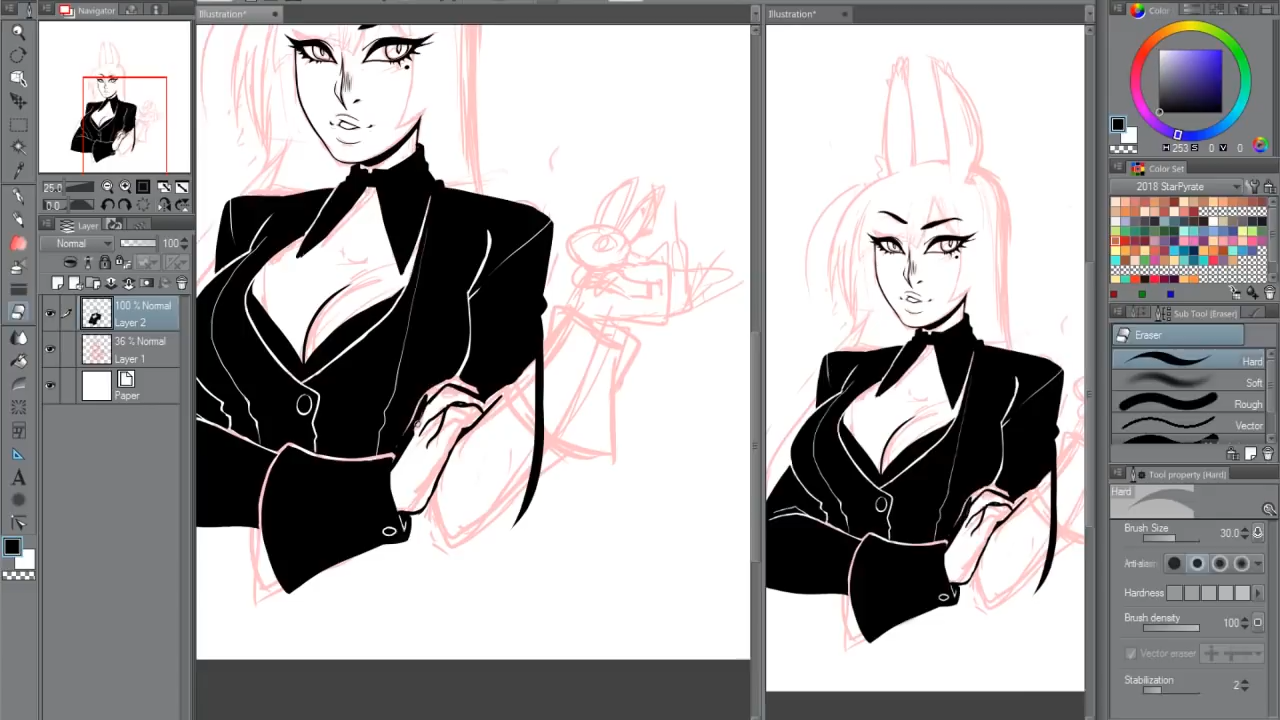 Navigator
25.0
0.0
Layer
Normal
100
100 % Normal
Layer 2
36 % Normal
Layer 1
Paper
Illustration*
Illustration*
Color
H 253 S 0 V 0
Color Set
2018 StarPyrate
Sub Tool [Eraser]
Eraser
Hard
Soft
Rough
Vector
Tool property [Hard]
Hard
Brush Size
30.0
Hardness
Brush density
100
Vector eraser
Stabilization
2